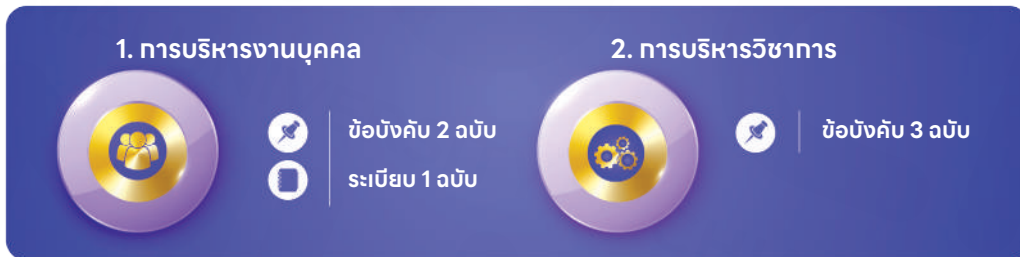 1. การบริหารงานบุคคล
ข้อบังคับ 2 ฉบับ
ระเบียบ 1 ฉบับ
2. การบริหารวิชาการ
ข้อบังคับ 3 ฉบับ